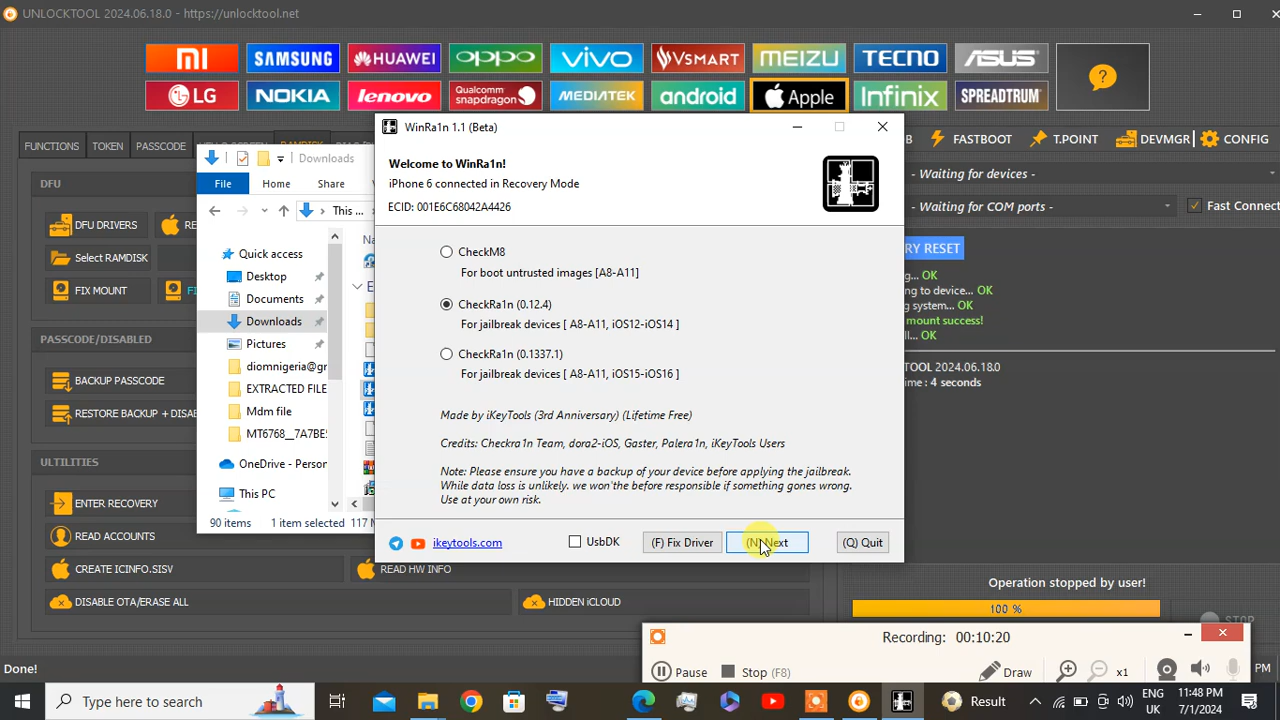 UNLOCKTOOL 2024.06.18.0 - https://unlocktool.net
mi SAMSUNG HUAWEI oppo vivo VSMART MEIZU TECNO ASUS
LG NOKIA lenovo Qualcomm snapdragon MEDIATEK android Apple Infinix SPREADTRUM
?
FUNCTIONS TOKEN PASSCODE
B FASTBOOT T.POINT DEVMGR CONFIG
DFU
DFU DRIVERS
Select RAMDISK
FIX MOUNT
PASSCODE/DISABLED
BACKUP PASSCODE
RESTORE BACKUP + DISA
UTILITIES
ENTER RECOVERY
READ ACCOUNTS
CREATE ICINFO.SISV READ HW INFO
DISABLE OTA/ERASE ALL HIDDEN iCLOUD
Done!
Downloads
File Home Share
This ...
Quick access
Desktop
Documents
Downloads
Pictures
diomnigeria@gr
EXTRACTED FILE
Mdm file
MT6768__7A7BE5
OneDrive - Person
This PC
90 items 1 item selected 117 M
WinRa1n 1.1 (Beta)
Welcome to WinRa1n!
iPhone 6 connected in Recovery Mode
ECID: 001E6C68042A4426
CheckM8
For boot untrusted images [A8-A11]
CheckRa1n (0.12.4)
For jailbreak devices [ A8-A11, iOS12-iOS14 ]
CheckRa1n (0.1337.1)
For jailbreak devices [ A8-A11, iOS15-iOS16 ]
Made by iKeyTools (3rd Anniversary) (Lifetime Free)
Credits: Checkra1n Team, dora2-iOS, Gaster, Palera1n, iKeyTools Users
Note: Please ensure you have a backup of your device before applying the jailbreak.
While data loss is unlikely. we won'the before responsible if something gones wrong.
Use at your own risk.
ikeytools.com UsbDK (F) Fix Driver (N) Next (Q) Quit
- Waiting for devices -
- Waiting for COM ports - Fast Connect
RY RESET
g... OK
ng to device... OK
g system... OK
mount success!
ll... OK
TOOL 2024.06.18.0
ime : 4 seconds
Operation stopped by user!
100 %
STOP
Recording: 00:10:20
Pause Stop (F8) Draw x1
PM
Type here to search
Result
ENG
UK
11:48 PM
7/1/2024